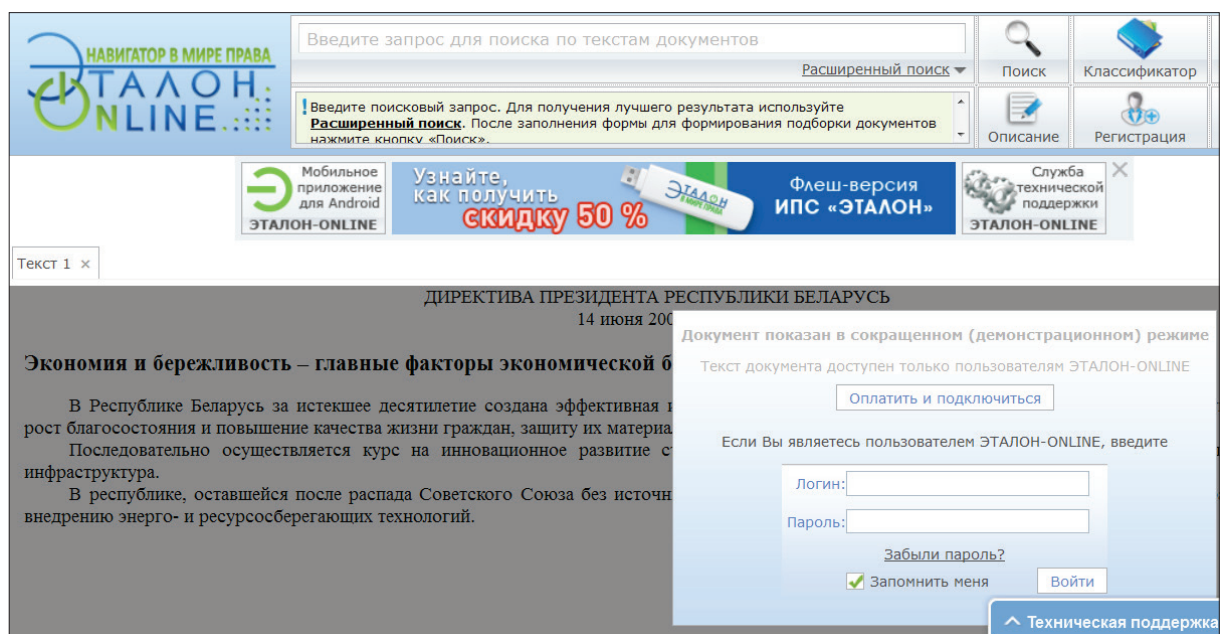 НАВИГАТОР В МИРЕ ПРАВА
ЭТАЛОН
ONLINE
Введите запрос для поиска по текстам документов
Расширенный поиск
Поиск
Классификатор
Введите поисковый запрос. Для получения лучшего результата используйте
Расширенный поиск. После заполнения формы для формирования подборки документов
нажмите кнопку «Поиск».
Описание
Регистрация
Мобильное
приложение
для Android
ЭТАЛОН-ONLINE
Узнайте,
как получить
скидку 50 %
ЭТАЛОН
В МИРЕ ПРАВА
Флеш-версия
ИПС «ЭТАЛОН»
Служба
технической
поддержки
ЭТАЛОН-ONLINE
Текст 1
ДИРЕКТИВА ПРЕЗИДЕНТА РЕСПУБЛИКИ БЕЛАРУСЬ
14 июня 200
Экономия и бережливость – главные факторы экономической б
В Республике Беларусь за истекшее десятилетие создана эффективная
рост благосостояния и повышение качества жизни граждан, защиту их материа
Последовательно осуществляется курс на инновационное развитие с
инфраструктура.
В республике, оставшейся после распада Советского Союза без источн
внедрению энерго- и ресурсосберегающих технологий.
Документ показан в сокращенном (демонстрационном) режиме
Текст документа доступен только пользователям ЭТАЛОН-ONLINE
Оплатить и подключиться
Если Вы являетесь пользователем ЭТАЛОН-ONLINE, введите
Логин:
Пароль:
Забыли пароль?
Запомнить меня
Войти
Техническая поддержка